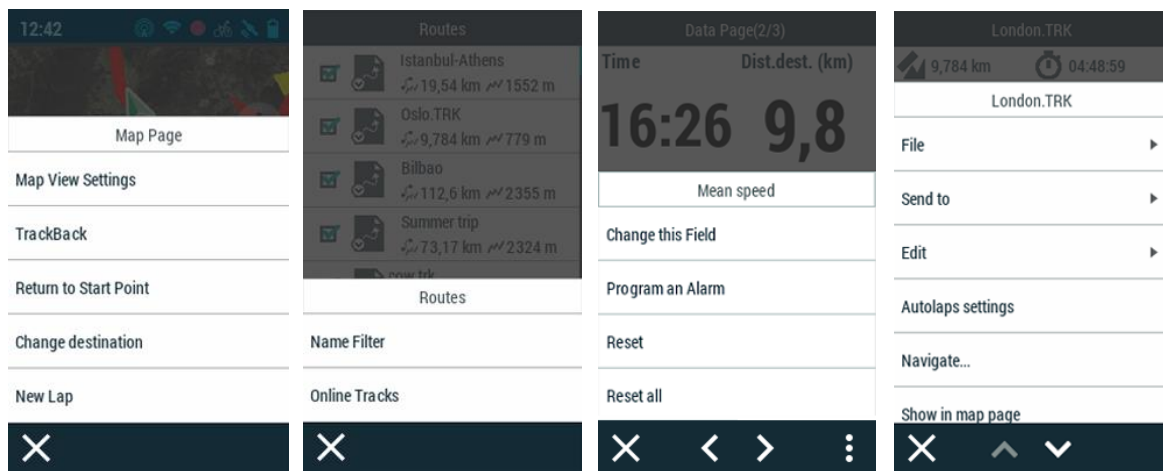 12:42
Map Page
Map View Settings
TrackBack
Return to Start Point
Change destination
New Lap
Routes
Istanbul-Athens
19,54 km 1552 m
Oslo.TRK
9,784 km 779 m
Bilbao
112,6 km 2355 m
Summer trip
73,17 km 2324 m
cow.trk
Routes
Name Filter
Online Tracks
Data Page(2/3)
Time Dist.dest. (km)
16:26 9,8
Mean speed
Change this Field
Program an Alarm
Reset
Reset all
London.TRK
9,784 km 04:48:59
London.TRK
File
Send to
Edit
Autolaps settings
Navigate...
Show in map page